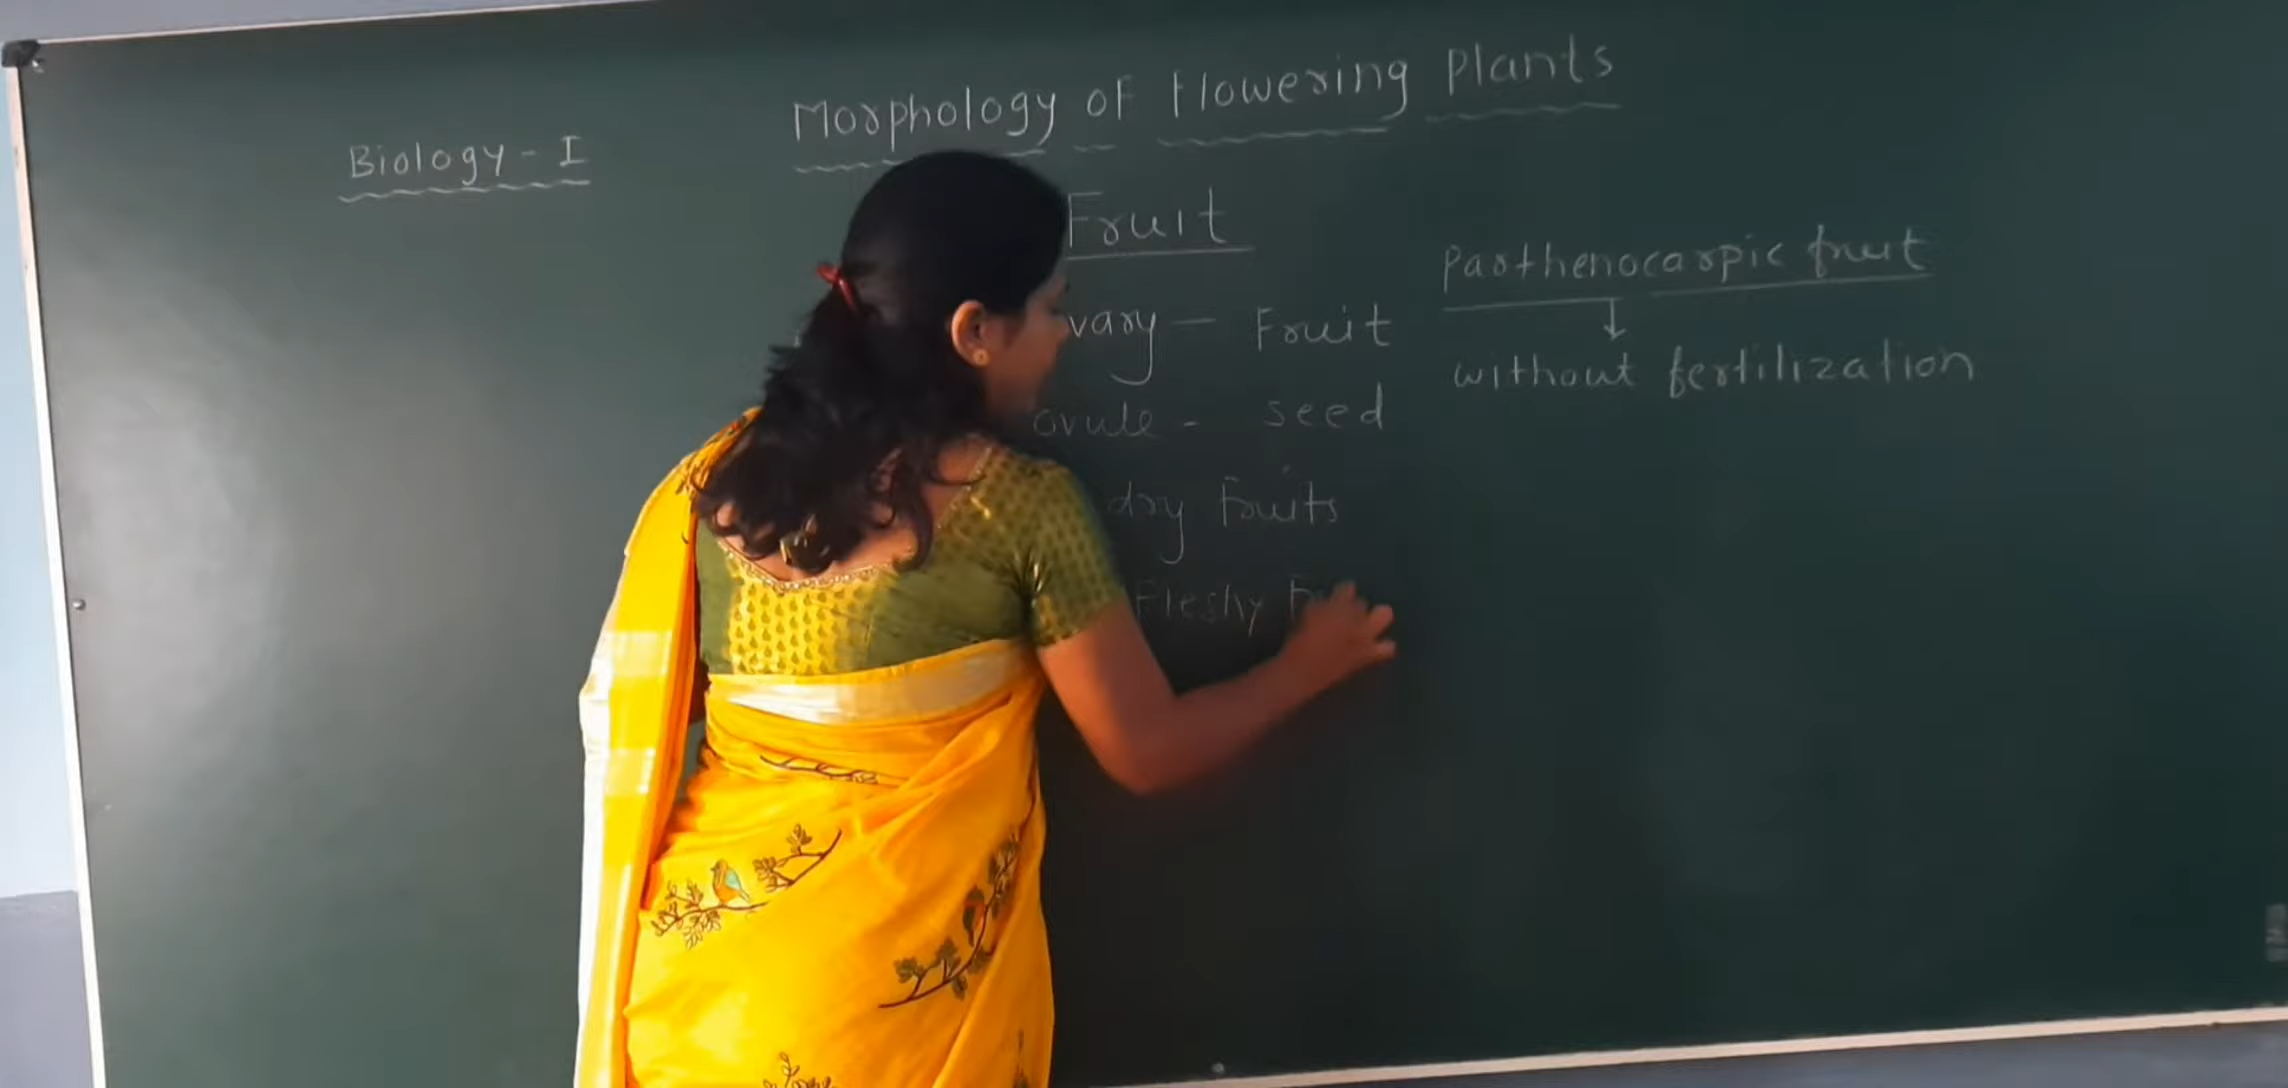 Morphology of Flowering Plants
Biology - I
Fruit
vary - Fruit
ovule - seed
dry Fruits
Fleshy
parthenocarpic fruit
↓
without fertilization